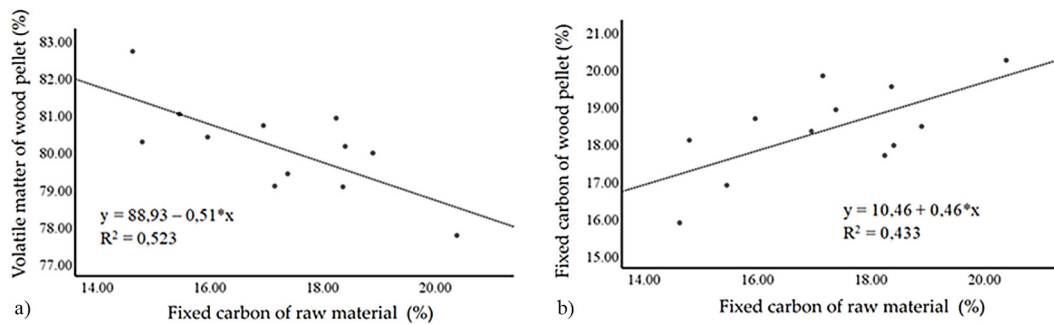 Volatile matter of wood pellet (%)
83.00
82.00
81.00
80.00
79.00
78.00
77.00
y = 88,93 – 0,51*x
R² = 0,523
14.00 16.00 18.00 20.00
Fixed carbon of raw material (%)
a)
Fixed carbon of wood pellet (%)
21.00
20.00
19.00
18.00
17.00
16.00
15.00
y = 10,46 + 0,46*x
R² = 0,433
14.00 16.00 18.00 20.00
Fixed carbon of raw material (%)
b)